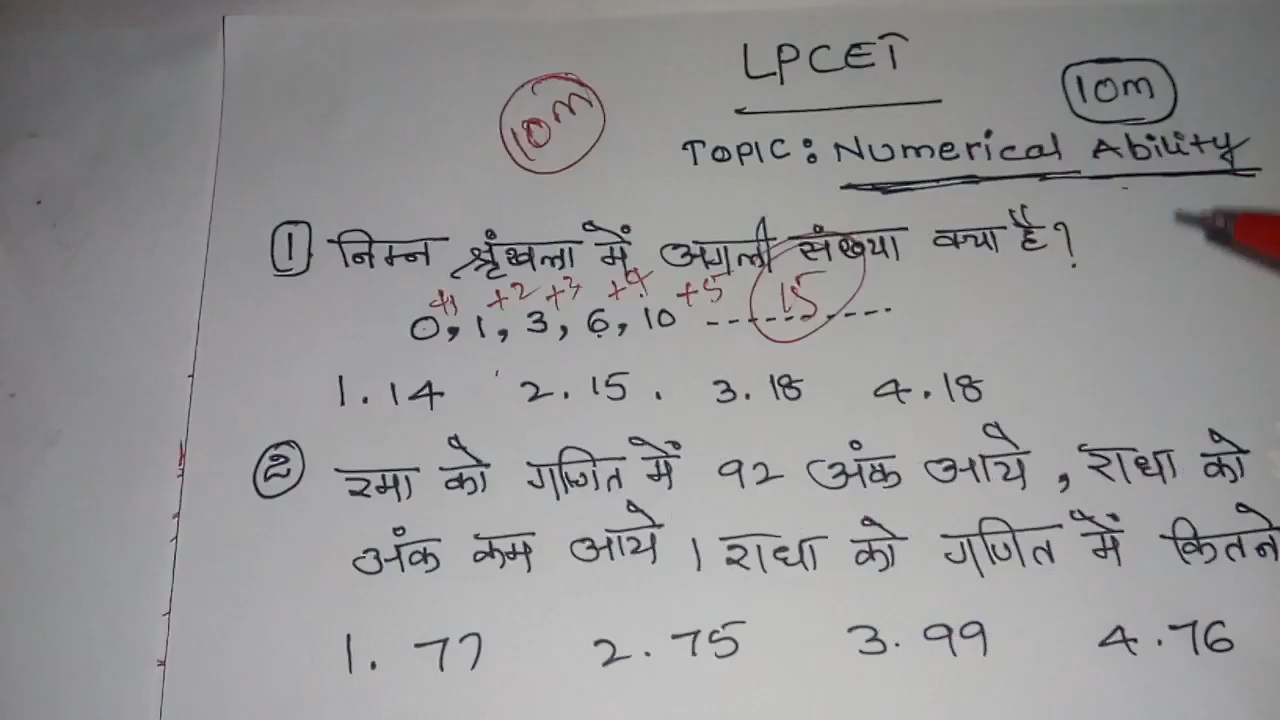 LPCET
10m 10m
TOPIC: Numerical Ability
1 निम्न श्रृंखला में अगली संख्या क्या है?
+1 +2 +3 +4 +5
0, 1, 3, 6, 10 ------15-----
1. 14 2. 15. 3. 18 4. 18
2 रमा को गणित में 92 अंक आये, राधा को
अंक कम आये। राधा को गणित में कितने
1. 77 2. 75 3. 99 4. 76